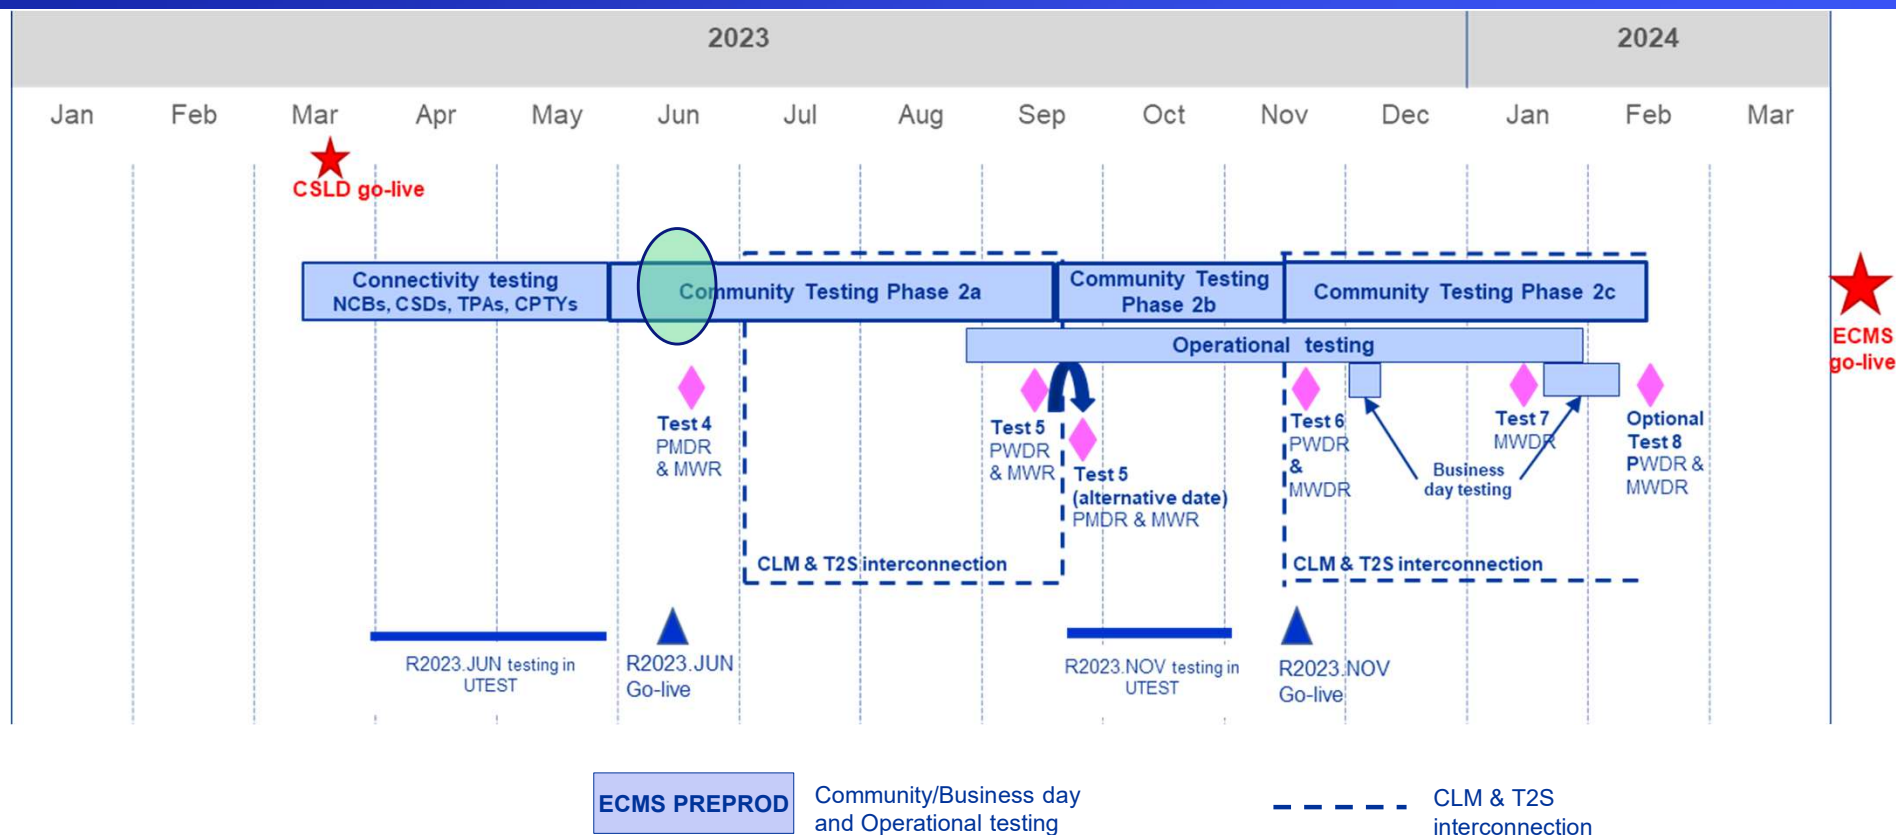 2023
2024
Jan
Feb
Mar
Apr
May
Jun
Jul
Aug
Sep
Oct
Nov
Dec
Jan
Feb
Mar
CSLD go-live
Connectivity testing
NCBs, CSDs, TPAs, CPTYs
Community Testing Phase 2a
Community Testing
Phase 2b
Community Testing Phase 2c
ECMS
go-live
Operational testing
Test 4
PMDR
& MWR
Test 5
PWDR
& MWR
Test 5
(alternative date)
PMDR & MWR
Test 6
PWDR
&
MWDR
Business
day testing
Test 7
MWDR
Optional
Test 8
PWDR &
MWDR
CLM & T2S interconnection
CLM & T2S interconnection
R2023.JUN testing in
UTEST
R2023.JUN
Go-live
R2023.NOV testing in
UTEST
R2023.NOV
Go-live
ECMS PREPROD
Community/Business day
and Operational testing
CLM & T2S
interconnection